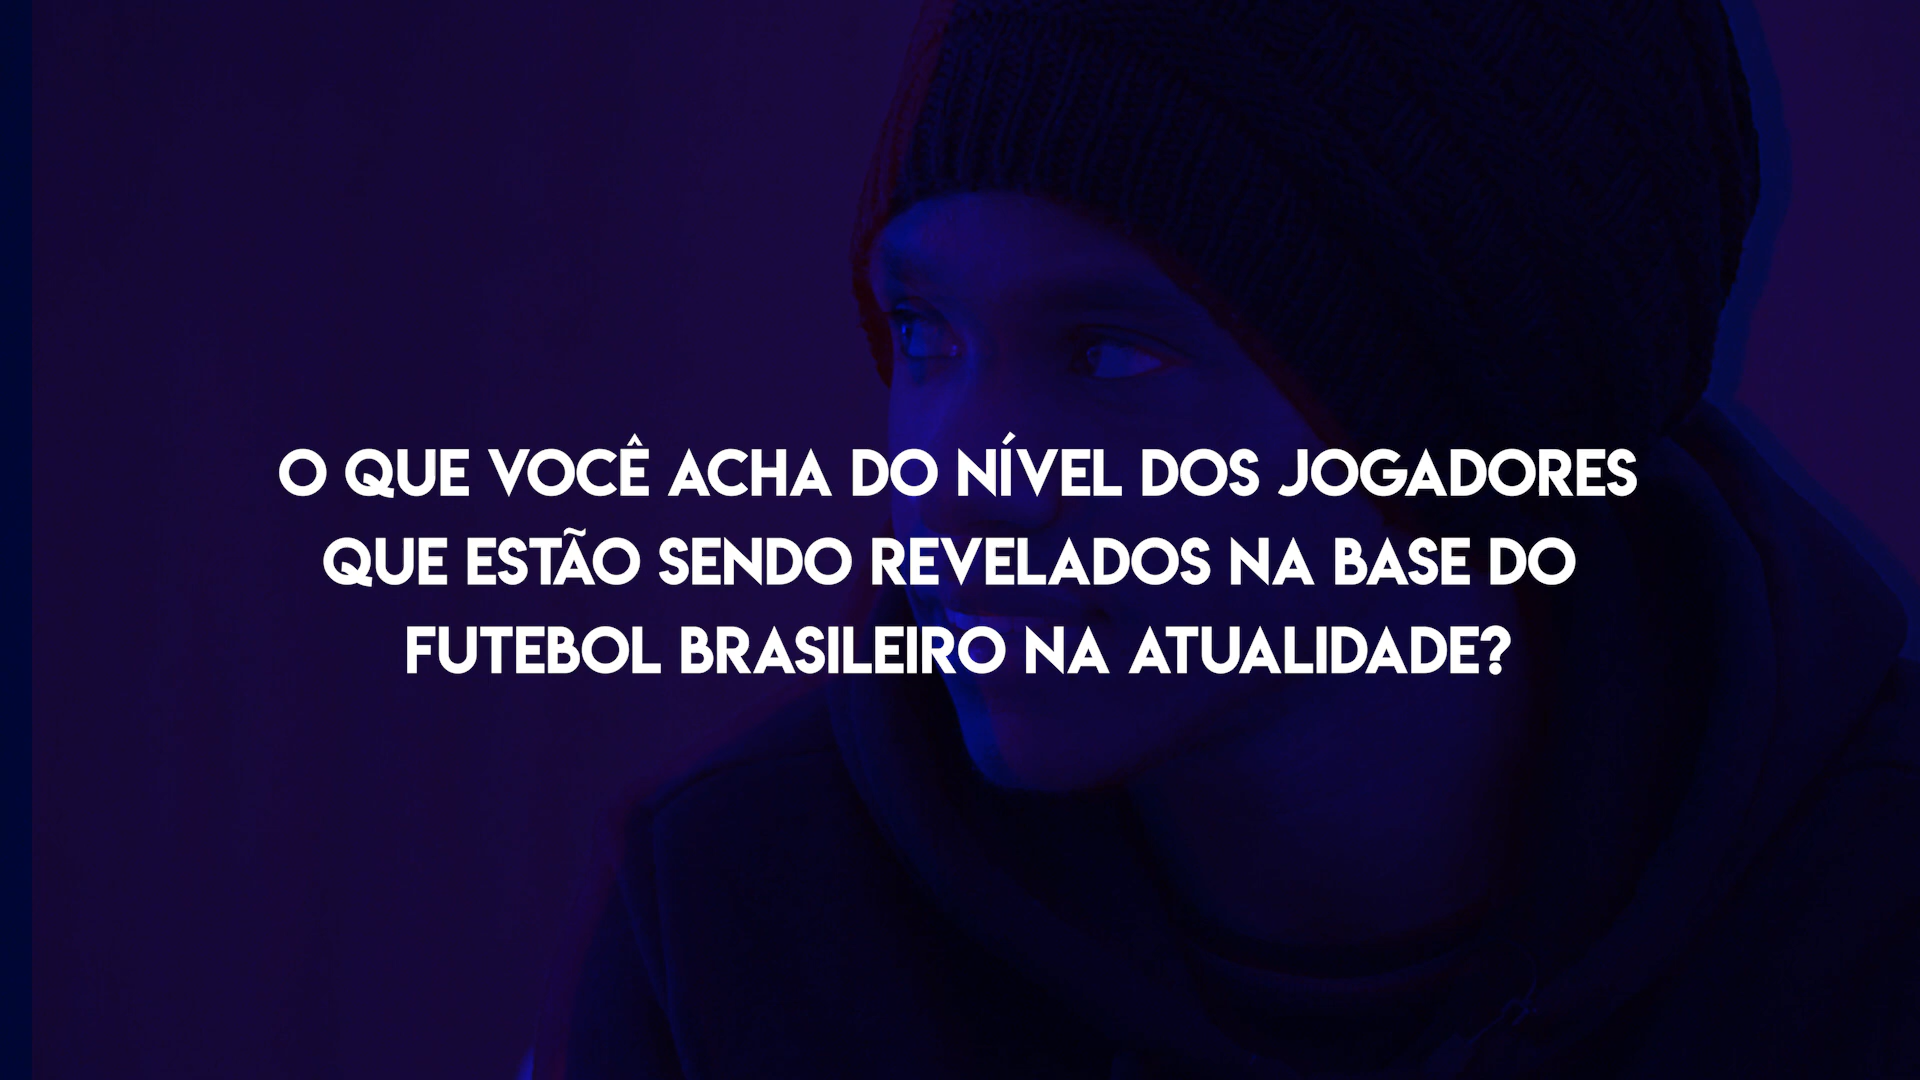 O QUE VOCÊ ACHA DO NÍVEL DOS JOGADORES
QUE ESTÃO SENDO REVELADOS NA BASE DO
FUTEBOL BRASILEIRO NA ATUALIDADE?